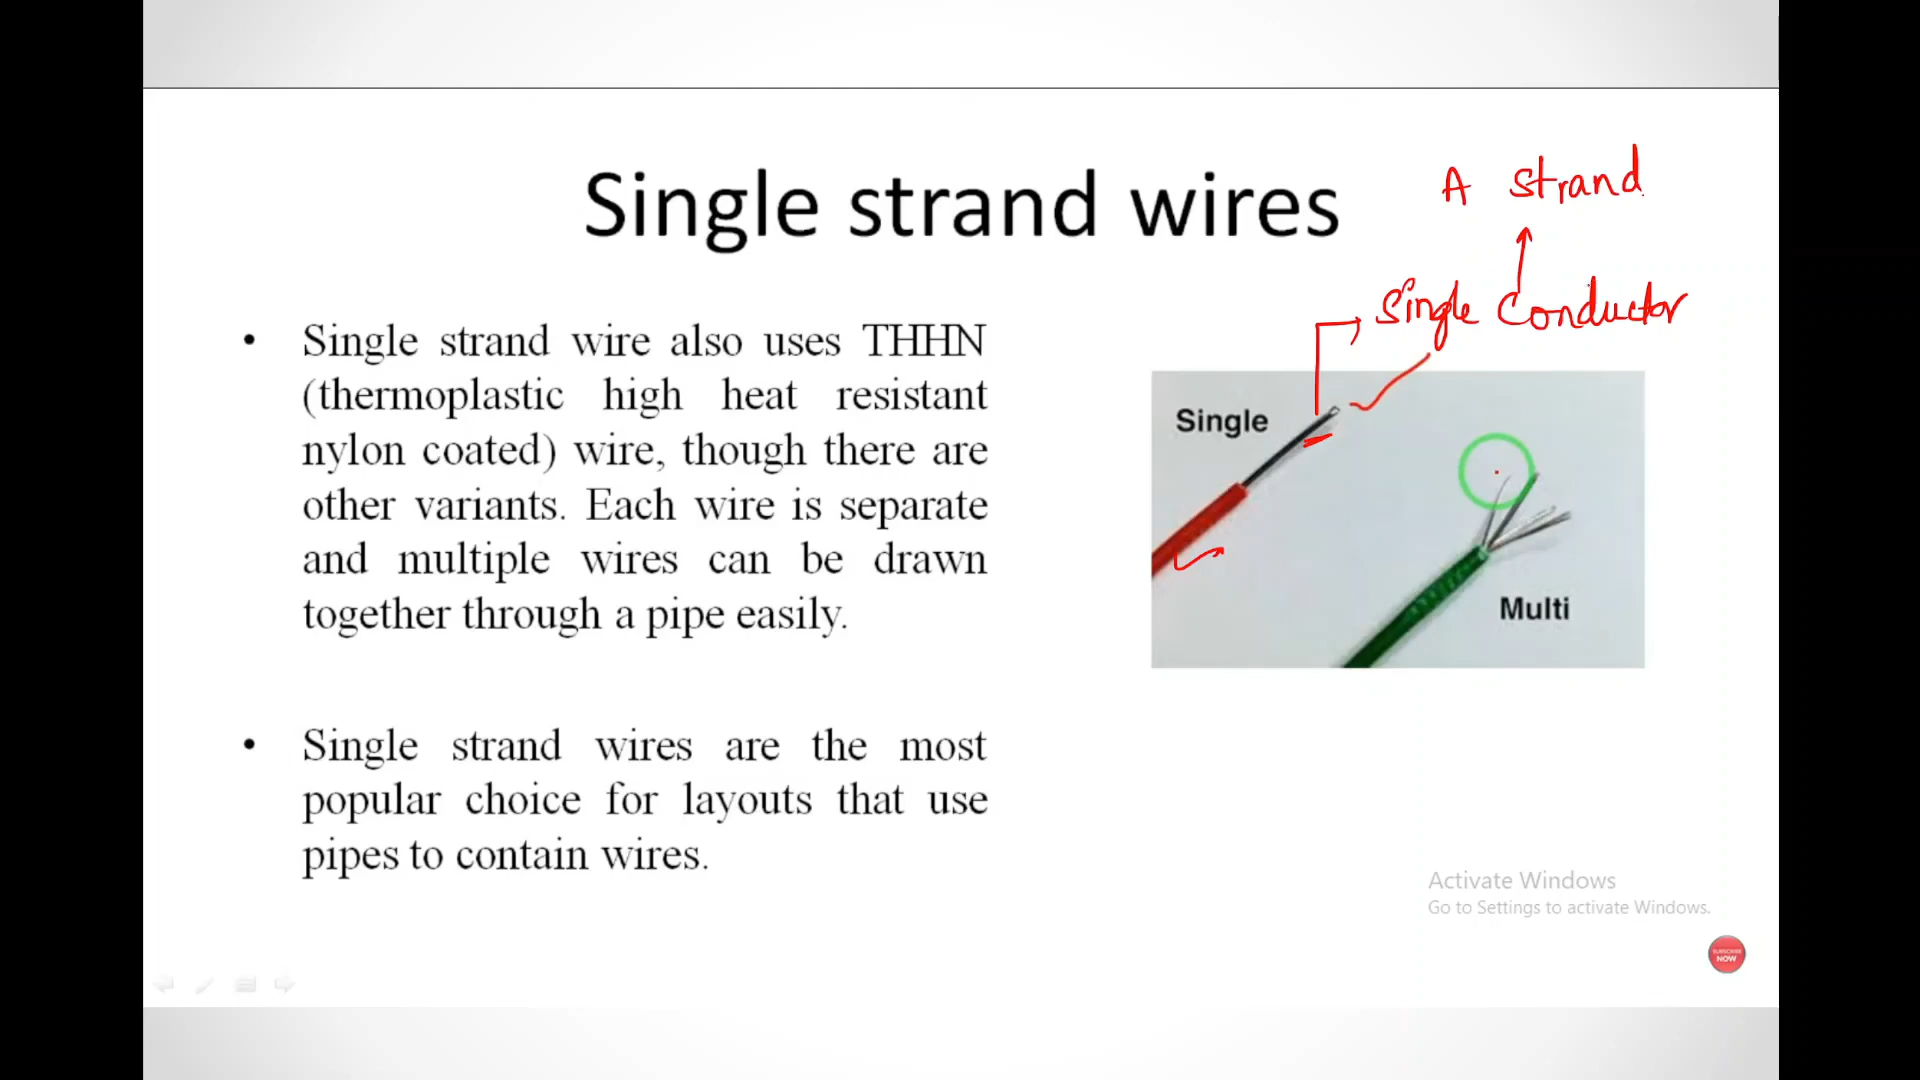 Single strand wires
A strand
Single Conductor
• Single strand wire also uses THHN
(thermoplastic high heat resistant
nylon coated) wire, though there are
other variants. Each wire is separate
and multiple wires can be drawn
together through a pipe easily.
• Single strand wires are the most
popular choice for layouts that use
pipes to contain wires.
Single
Multi
Activate Windows
Go to Settings to activate Windows.
SUBSCRIBE
NOW